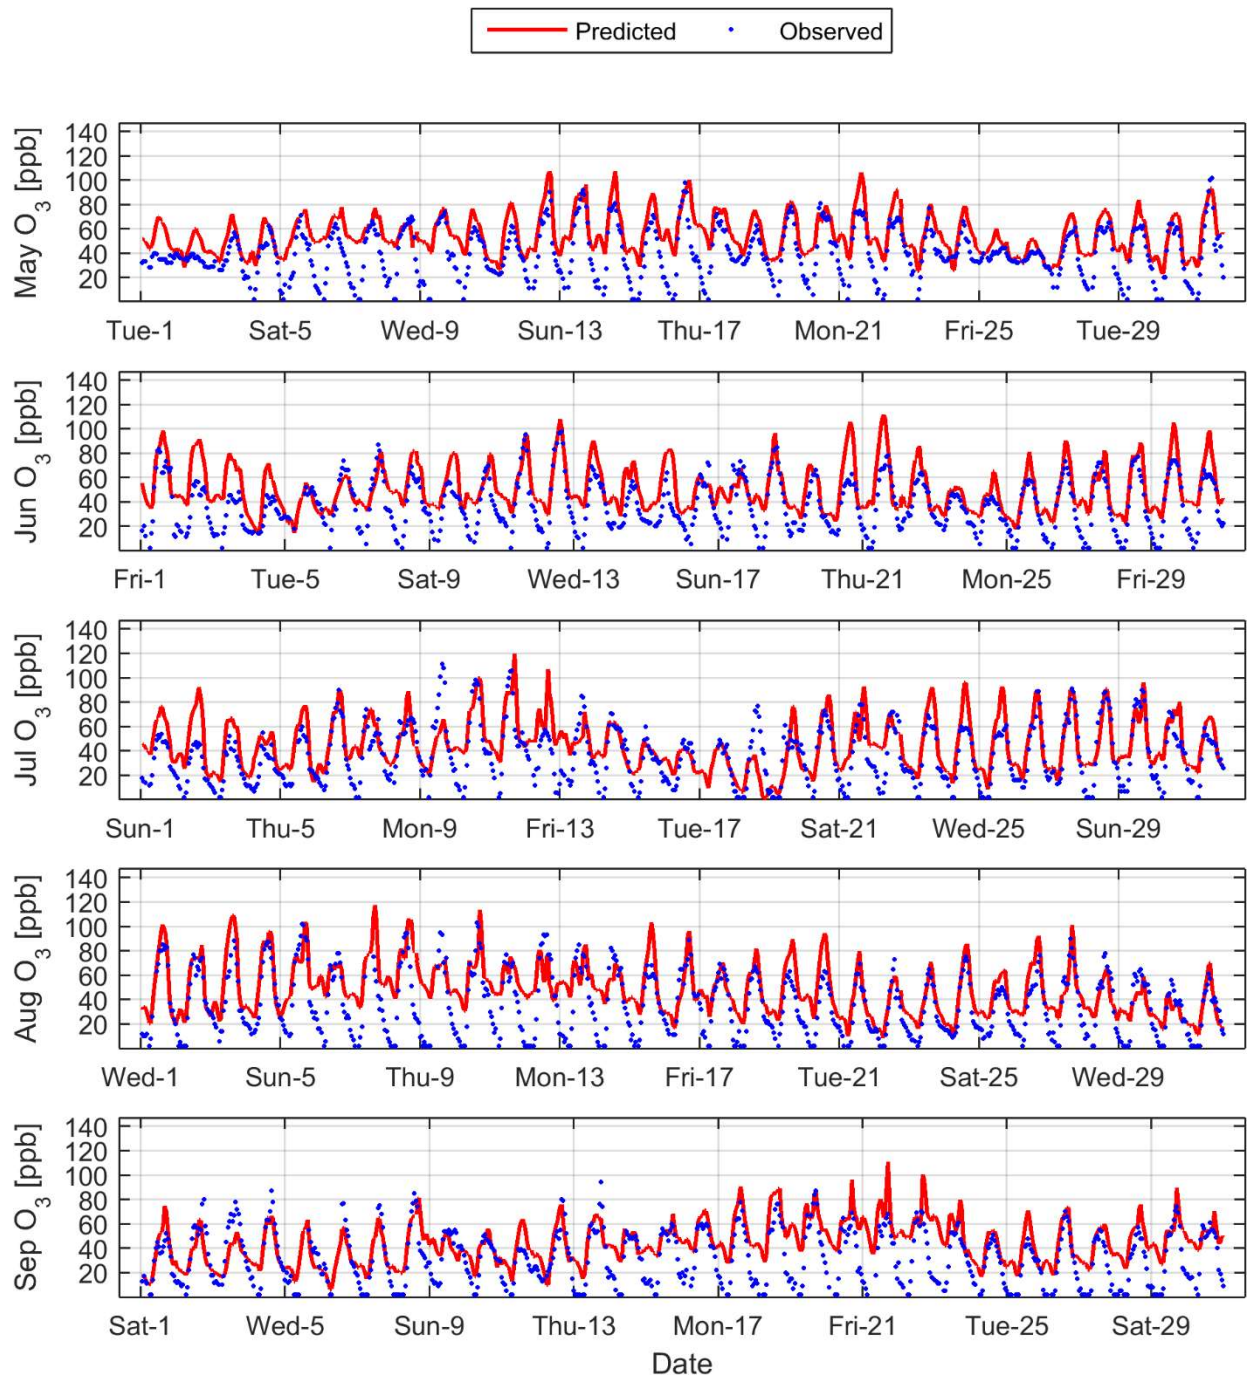 Predicted Observed
May O3 [ppb]
140
120
100
80
60
40
20
Tue-1 Sat-5 Wed-9 Sun-13 Thu-17 Mon-21 Fri-25 Tue-29
Jun O3 [ppb]
140
120
100
80
60
40
20
Fri-1 Tue-5 Sat-9 Wed-13 Sun-17 Thu-21 Mon-25 Fri-29
Jul O3 [ppb]
140
120
100
80
60
40
20
Sun-1 Thu-5 Mon-9 Fri-13 Tue-17 Sat-21 Wed-25 Sun-29
Aug O3 [ppb]
140
120
100
80
60
40
20
Wed-1 Sun-5 Thu-9 Mon-13 Fri-17 Tue-21 Sat-25 Wed-29
Sep O3 [ppb]
140
120
100
80
60
40
20
Sat-1 Wed-5 Sun-9 Thu-13 Mon-17 Fri-21 Tue-25 Sat-29
Date